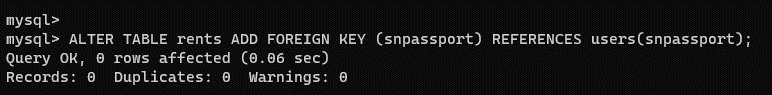 mysql>
mysql> ALTER TABLE rents ADD FOREIGN KEY (snpassport) REFERENCES users(snpassport);
Query OK, 0 rows affected (0.06 sec)
Records: 0  Duplicates: 0  Warnings: 0